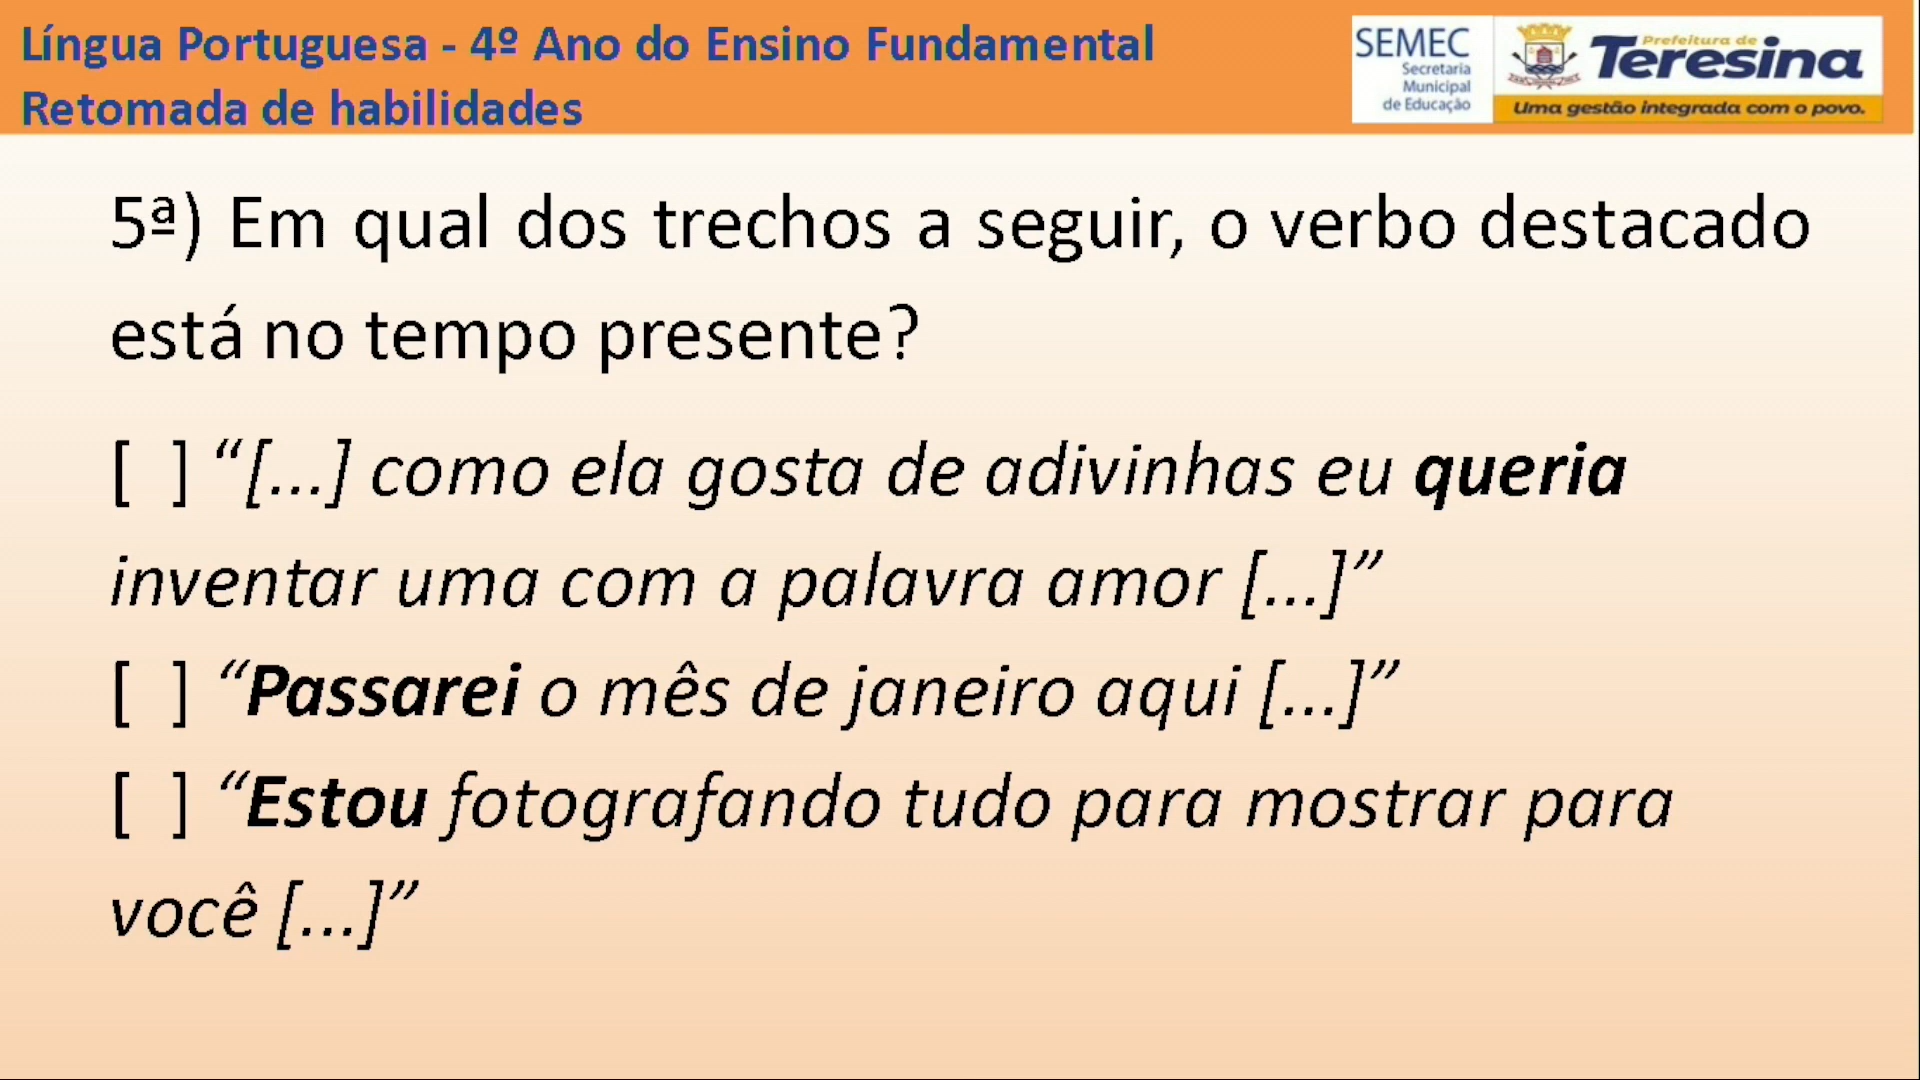 Língua Portuguesa - 4º Ano do Ensino Fundamental
Retomada de habilidades
SEMEC
Secretaria
Municipal
de Educação
Prefeitura de
Teresina
Uma gestão integrada com o povo.
5ª) Em qual dos trechos a seguir, o verbo destacado
está no tempo presente?
[ ] “[...] como ela gosta de adivinhas eu queria
inventar uma com a palavra amor [...]”
[ ] “Passarei o mês de janeiro aqui [...]”
[ ] “Estou fotografando tudo para mostrar para
você [...]”